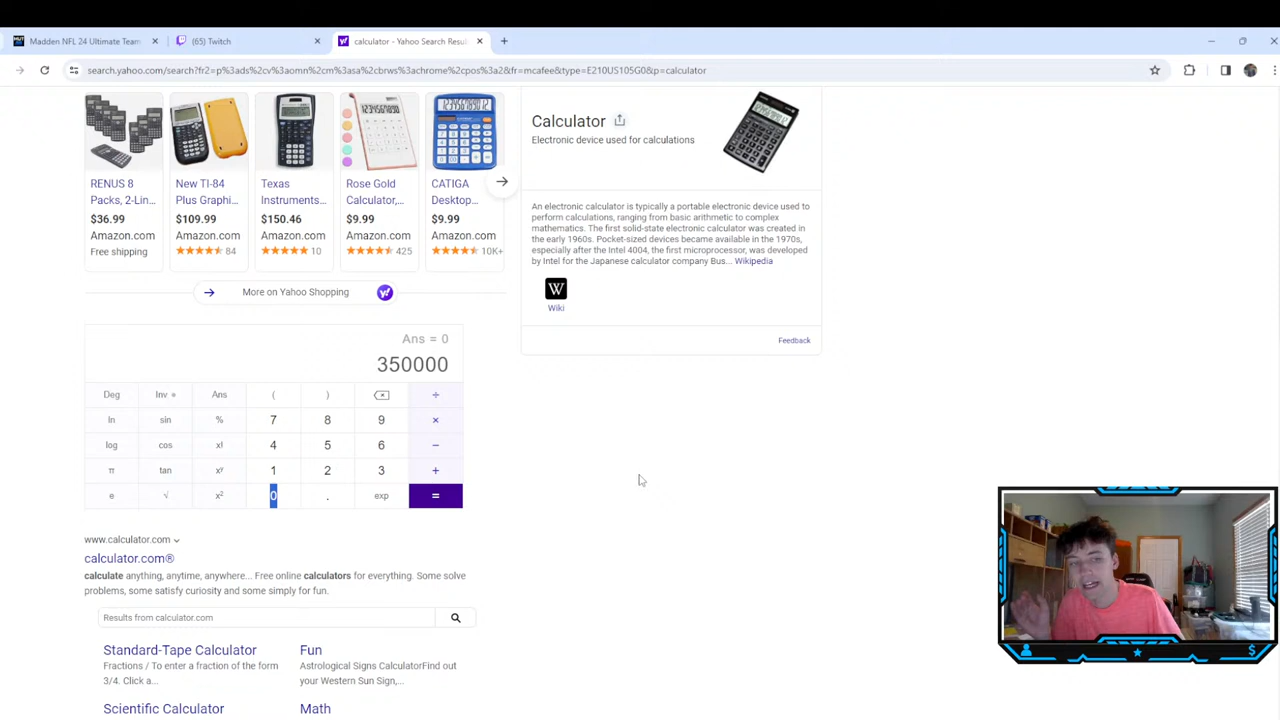 Madden NFL 24 Ultimate Team
(65) Twitch
calculator - Yahoo Search Resul
search.yahoo.com/search?fr2=p%3ads%2cv%3aomn%2cm%3asa%2cbrws%3achrome%2cpos%3a2&fr=mcafee&type=E210US105G0&p=calculator
RENUS 8
Packs, 2-Lin...
$36.99
Amazon.com
84
Free shipping
New TI-84
Plus Graphi...
$109.99
Amazon.com
84
Texas
Instruments...
$150.46
Amazon.com
10
Rose Gold
Calculator,...
$9.99
Amazon.com
425
CATIGA
Desktop...
$9.99
Amazon.com
10K+
More on Yahoo Shopping
y!
Calculator
Electronic device used for calculations
An electronic calculator is typically a portable electronic device used to
perform calculations, ranging from basic arithmetic to complex
mathematics. The first solid-state electronic calculator was created in
the early 1960s. Pocket-sized devices became available in the 1970s,
especially after the Intel 4004, the first microprocessor, was developed
by Intel for the Japanese calculator company Bus... Wikipedia
W
Wiki
Feedback
Ans = 0
350000
Deg Inv Ans ( ) ÷
ln sin % 7 8 9 ×
log cos x! 4 5 6 −
π tan xʸ 1 2 3 +
e √ x² 0 . exp =
www.calculator.com
calculator.com®
calculate anything, anytime, anywhere... Free online calculators for everything. Some solve
problems, some satisfy curiosity and some simply for fun.
Results from calculator.com
Standard-Tape Calculator
Fractions / To enter a fraction of the form
3/4. Click a...
Fun
Astrological Signs CalculatorFind out
your Western Sun Sign,...
Scientific Calculator
Math
$